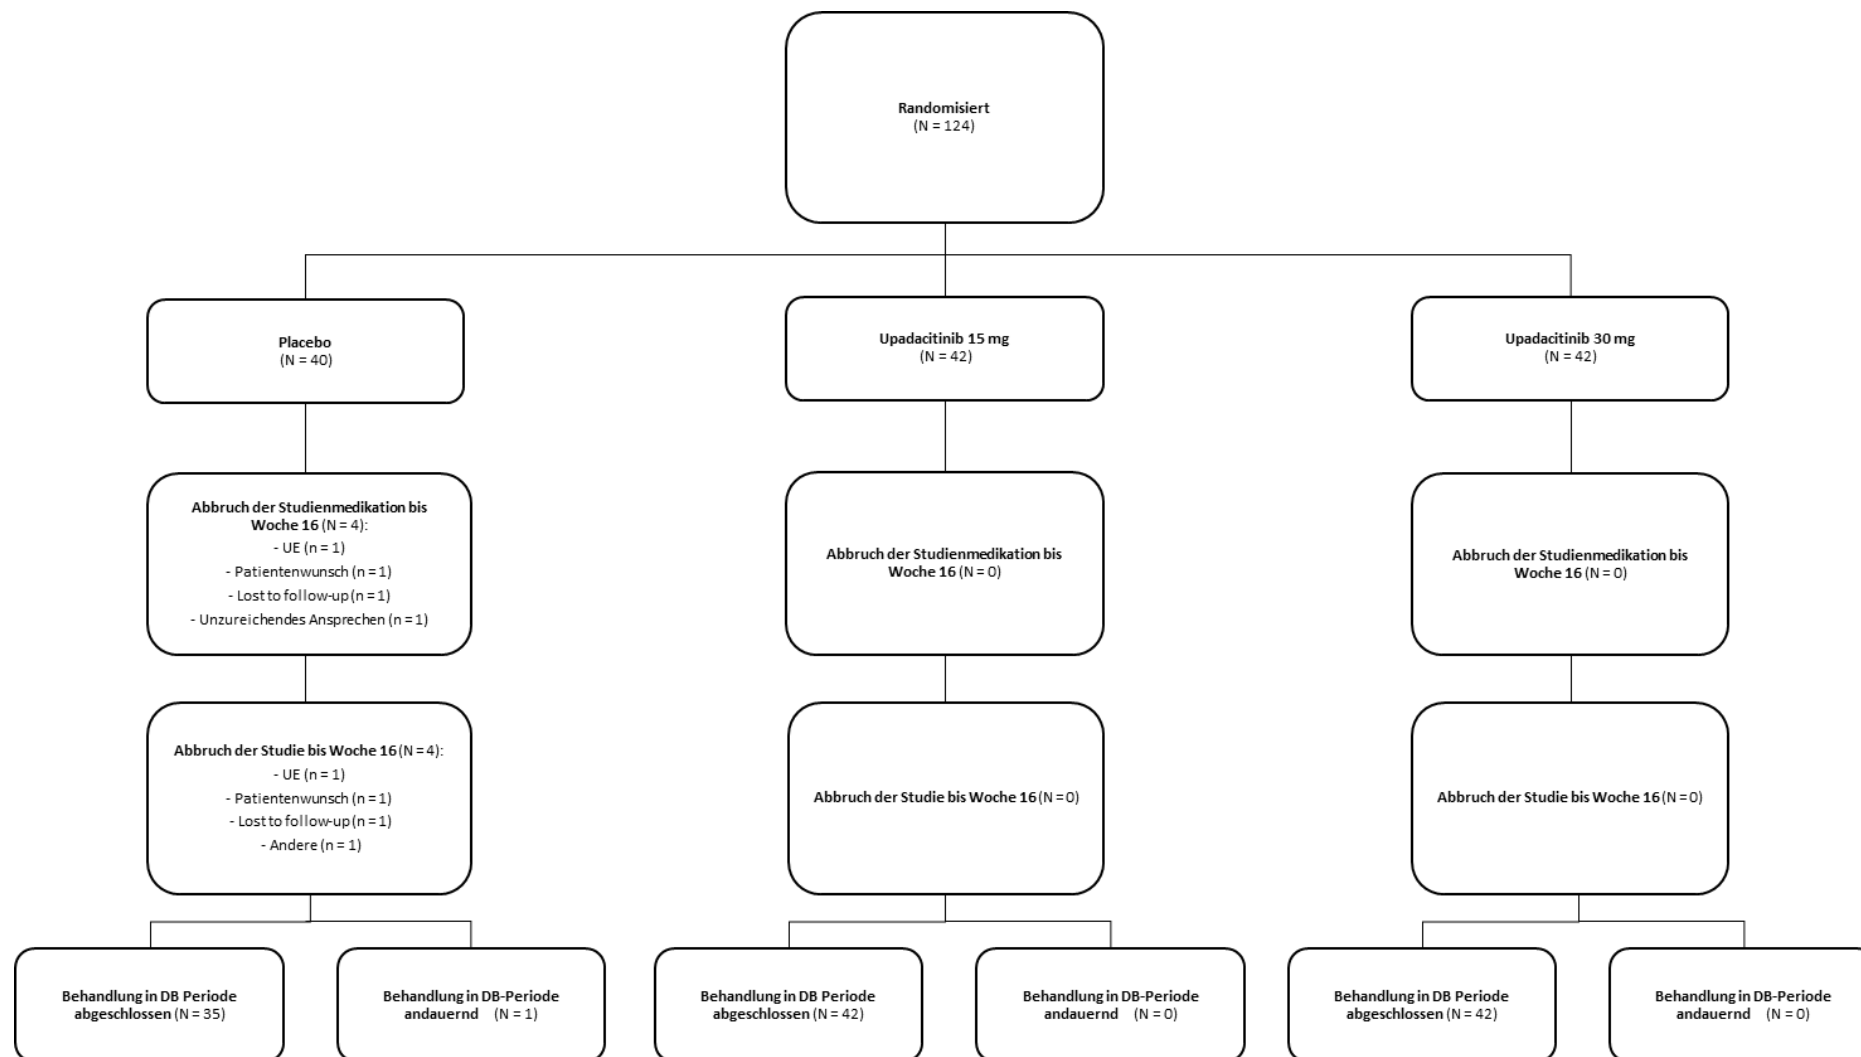 Randomisiert
(N = 124)
Placebo
(N = 40)
Upadacitinib 15 mg
(N = 42)
Upadacitinib 30 mg
(N = 42)
Abbruch der Studienmedikation bis
Woche 16 (N = 4):
- UE (n = 1)
- Patientenwunsch (n = 1)
- Lost to follow-up (n = 1)
- Unzureichendes Ansprechen (n = 1)
Abbruch der Studienmedikation bis
Woche 16 (N = 0)
Abbruch der Studienmedikation bis
Woche 16 (N = 0)
Abbruch der Studie bis Woche 16 (N = 4):
- UE (n = 1)
- Patientenwunsch (n = 1)
- Lost to follow-up (n = 1)
- Andere (n = 1)
Abbruch der Studie bis Woche 16 (N = 0)
Abbruch der Studie bis Woche 16 (N = 0)
Behandlung in DB Periode
abgeschlossen (N = 35)
Behandlung in DB-Periode
andauernd (N = 1)
Behandlung in DB Periode
abgeschlossen (N = 42)
Behandlung in DB-Periode
andauernd (N = 0)
Behandlung in DB Periode
abgeschlossen (N = 42)
Behandlung in DB-Periode
andauernd (N = 0)